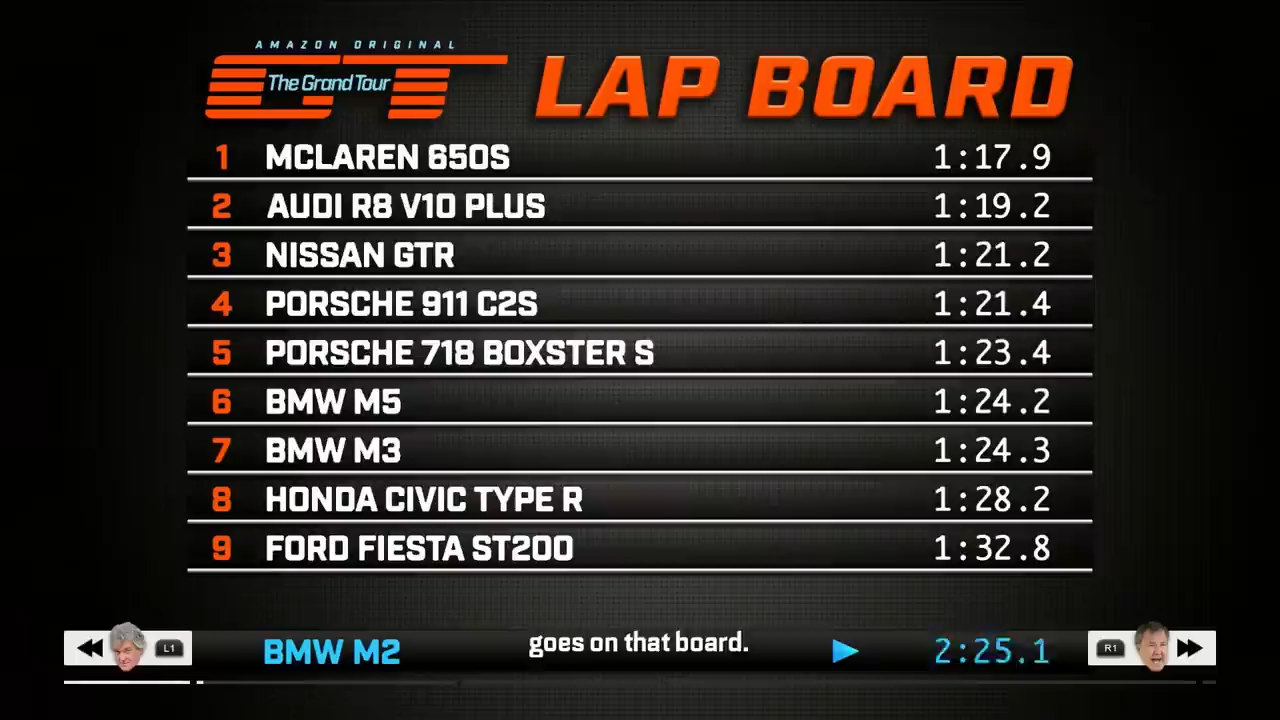 AMAZON ORIGINAL
The Grand Tour
LAP BOARD
1 MCLAREN 650S 1:17.9
2 AUDI R8 V10 PLUS 1:19.2
3 NISSAN GTR 1:21.2
4 PORSCHE 911 C2S 1:21.4
5 PORSCHE 718 BOXSTER S 1:23.4
6 BMW M5 1:24.2
7 BMW M3 1:24.3
8 HONDA CIVIC TYPE R 1:28.2
9 FORD FIESTA ST200 1:32.8
L1 BMW M2 goes on that board. 2:25.1 R1